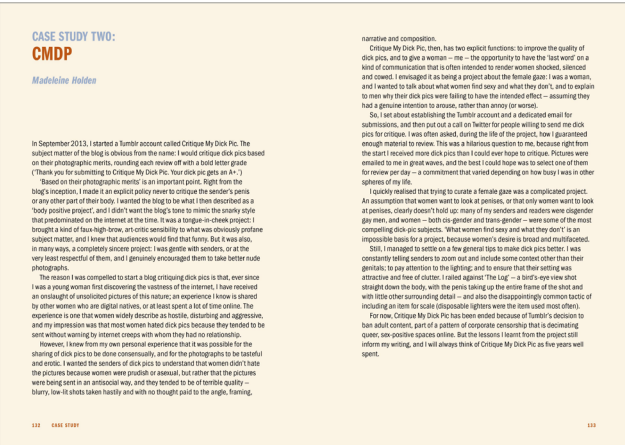 CASE STUDY TWO:
CMDP
Madeleine Holden
In September 2013, I started a Tumblr account called Critique My Dick Pic. The
subject matter of the blog is obvious from the name: I would critique dick pics based
on their photographic merits, rounding each review off with a bold letter grade
('Thank you for submitting to Critique My Dick Pic. Your dick pic gets an A+.')
'Based on their photographic merits' is an important point. Right from the
blog's inception, I made it an explicit policy never to critique the sender's penis
or any other part of their body. I wanted the blog to be what I then described as a
'body positive project', and I didn't want the blog's tone to mimic the snarky style
that predominated on the internet at the time. It was a tongue-in-cheek project: I
brought a kind of faux-high-brow, art-critic sensibility to what was obviously profane
subject matter, and I knew that audiences would find that funny. But it was also,
in many ways, a completely sincere project: I was gentle with senders, or at the
very least respectful of them, and I genuinely encouraged them to take better nude
photographs.
The reason I was compelled to start a blog critiquing dick pics is that, ever since
I was a young woman first discovering the vastness of the internet, I have received
an onslaught of unsolicited pictures of this nature; an experience I know is shared
by other women who are digital natives, or at least spent a lot of time online. The
experience is one that women widely describe as hostile, disturbing and aggressive,
and my impression was that most women hated dick pics because they tended to be
sent without warning by internet creeps with whom they had no relationship.
However, I knew from my own personal experience that it was possible for the
sharing of dick pics to be done consensually, and for the photographs to be tasteful
and erotic. I wanted the senders of dick pics to understand that women didn't hate
the pictures because women were prudish or asexual, but rather that the pictures
were being sent in an antisocial way, and they tended to be of terrible quality –
blurry, low-lit shots taken hastily and with no thought paid to the angle, framing,
132 CASE STUDY
narrative and composition.
Critique My Dick Pic, then, has two explicit functions: to improve the quality of
dick pics, and to give a woman – me – the opportunity to have the 'last word' on a
kind of communication that is often intended to render women shocked, silenced
and cowed. I envisaged it as being a project about the female gaze: I was a woman,
and I wanted to talk about what women find sexy and what they don't, and to explain
to men why their dick pics were failing to have the intended effect – assuming they
had a genuine intention to arouse, rather than annoy (or worse).
So, I set about establishing the Tumblr account and a dedicated email for
submissions, and then put out a call on Twitter for people willing to send me dick
pics for critique. I was often asked, during the life of the project, how I guaranteed
enough material to review. This was a hilarious question to me, because right from
the start I received more dick pics than I could ever hope to critique. Pictures were
emailed to me in great waves, and the best I could hope was to select one of them
for review per day – a commitment that varied depending on how busy I was in other
spheres of my life.
I quickly realised that trying to curate a female gaze was a complicated project.
An assumption that women want to look at penises, or that only women want to look
at penises, clearly doesn't hold up: many of my senders and readers were cisgender
gay men, and women – both cis-gender and trans-gender – were some of the most
compelling dick-pic subjects. 'What women find sexy and what they don't' is an
impossible basis for a project, because women's desire is broad and multifaceted.
Still, I managed to settle on a few general tips to make dick pics better. I was
constantly telling senders to zoom out and include some context other than their
genitals; to pay attention to the lighting; and to ensure that their setting was
attractive and free of clutter. I railed against 'The Log' – a bird's-eye view shot
straight down the body, with the penis taking up the entire frame of the shot and
with little other surrounding detail – and also the disappointingly common tactic of
including an item for scale (disposable lighters were the item used most often).
For now, Critique My Dick Pic has been ended because of Tumblr's decision to
ban adult content, part of a pattern of corporate censorship that is decimating
queer, sex-positive spaces online. But the lessons I learnt from the project still
inform my writing, and I will always think of Critique My Dick Pic as five years well
spent.
133